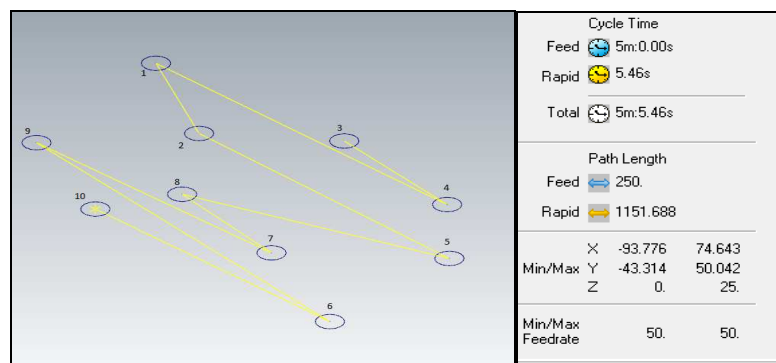 1
2
3
4
5
6
7
8
9
10
Cycle Time
Feed 5m:0.00s
Rapid 5.46s
Total 5m:5.46s
Path Length
Feed 250.
Rapid 1151.688
X -93.776 74.643
Min/Max Y -43.314 50.042
Z 0. 25.
Min/Max
Feedrate 50. 50.